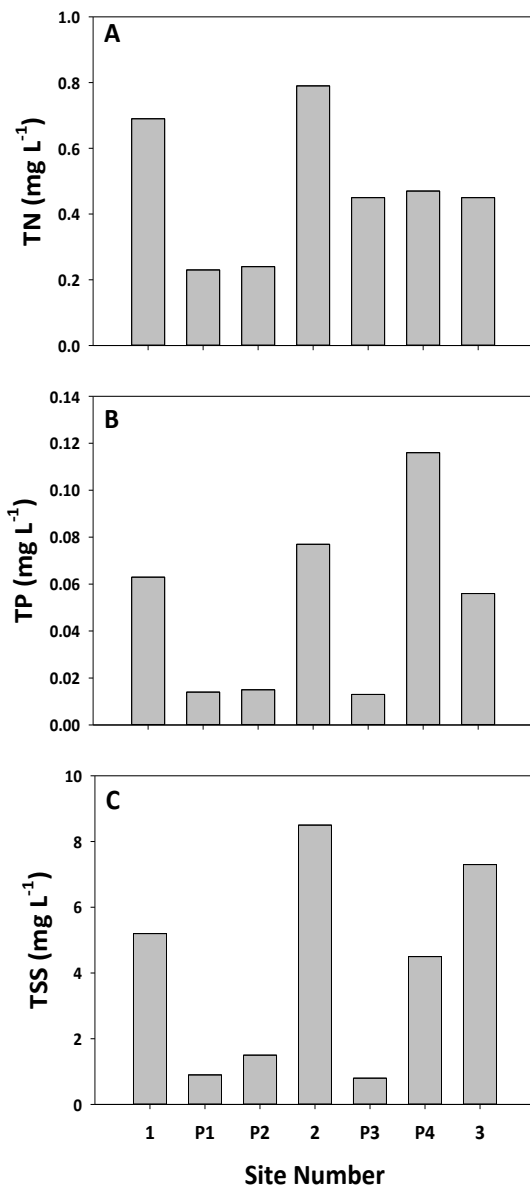 A
TN (mg L⁻¹)
1.0
0.8
0.6
0.4
0.2
0.0
B
TP (mg L⁻¹)
0.14
0.12
0.10
0.08
0.06
0.04
0.02
0.00
C
TSS (mg L⁻¹)
10
8
6
4
2
0
1 P1 P2 2 P3 P4 3
Site Number